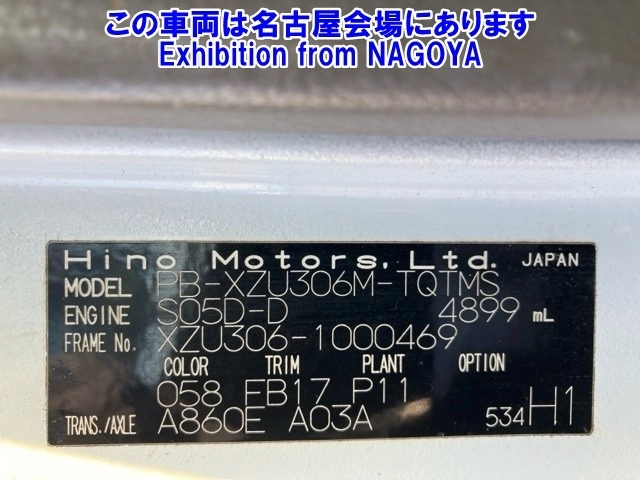 この車両は名古屋会場にあります
Exhibition from NAGOYA
Hino Motors, Ltd. JAPAN
MODEL PB-XZU306M-TQTMS
ENGINE S05D-D 4899 mL
FRAME No. XZU306-1000469
COLOR TRIM PLANT OPTION
058 FB17 P11
TRANS./AXLE A860E A03A 534H1